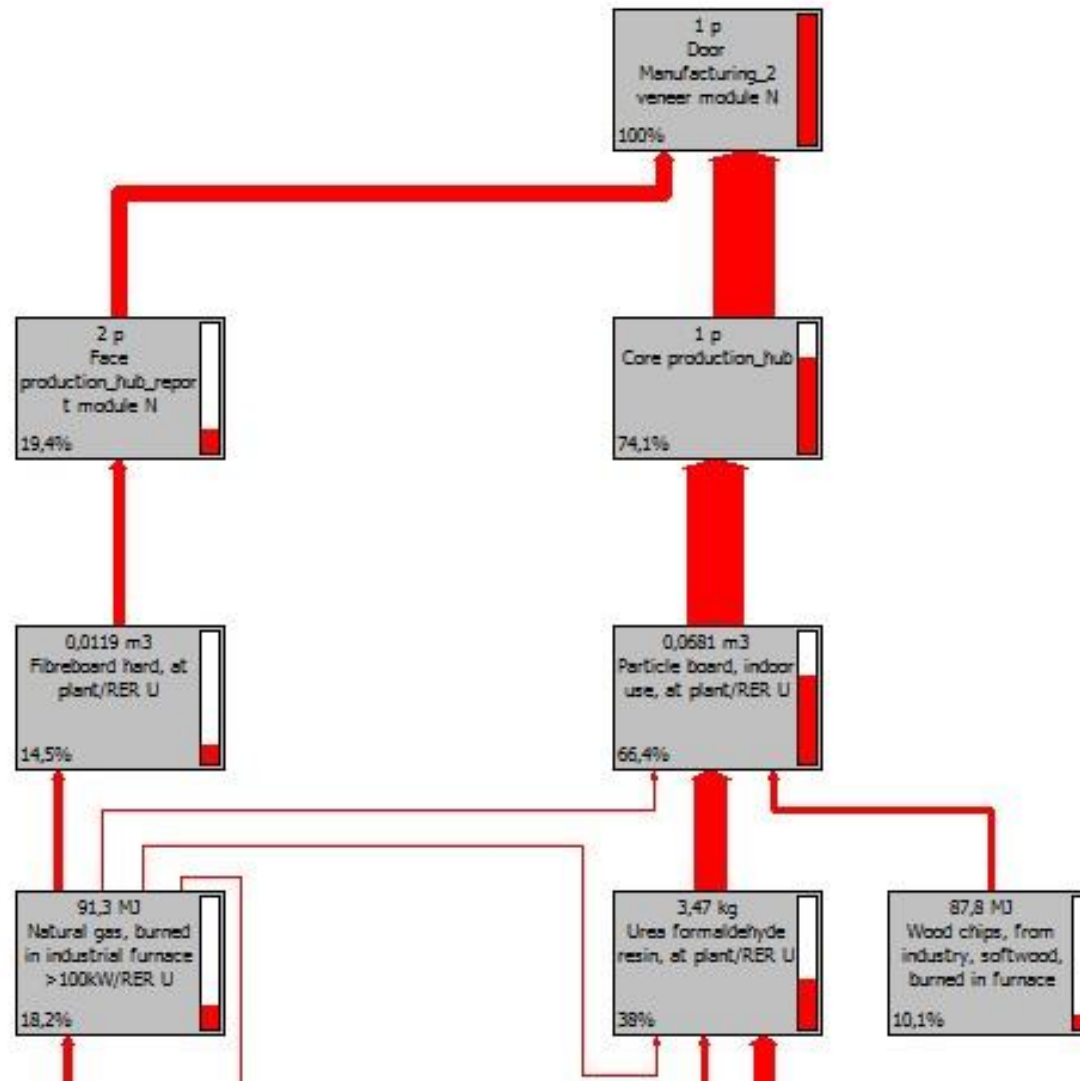 1 p
Door
Manufacturing_2
veneer module N
100%
2 p
Face
production_hub_repor
t module N
19,4%
1 p
Core production_hub
74,1%
0,0119 m3
Fibreboard hard, at
plant/RER U
14,5%
0,0681 m3
Particle board, indoor
use, at plant/RER U
66,4%
91,3 MJ
Natural gas, burned
in industrial furnace
>100kW/RER U
18,2%
3,47 kg
Urea formaldehyde
resin, at plant/RER U
38%
87,8 MJ
Wood chips, from
industry, softwood,
burned in furnace
10,1%